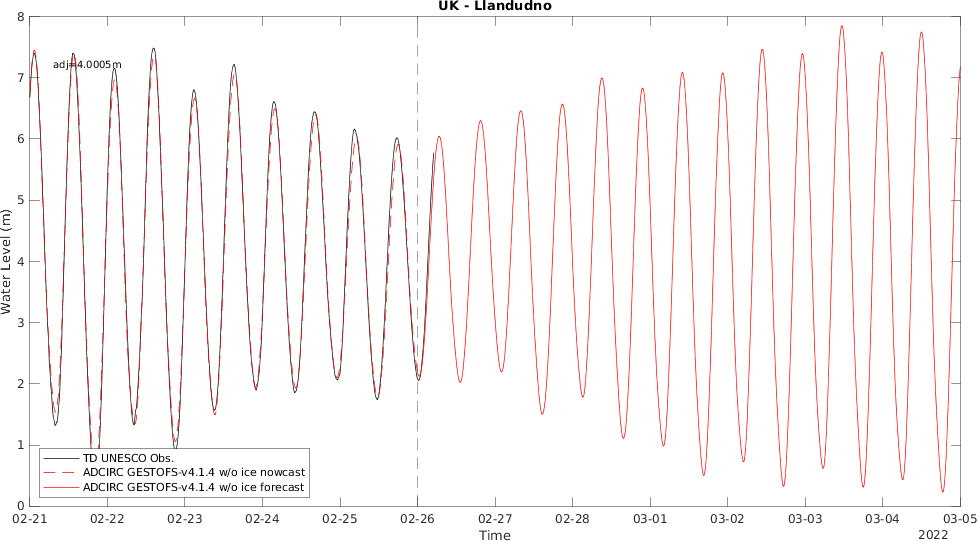 UK - Llandudno
adj=4.0005m
Water Level (m)
8
7
6
5
4
3
2
1
0
TD UNESCO Obs.
ADCIRC GESTOFS-v4.1.4 w/o ice nowcast
ADCIRC GESTOFS-v4.1.4 w/o ice forecast
02-21 02-22 02-23 02-24 02-25 02-26 02-27 02-28 03-01 03-02 03-03 03-04 03-05
Time
2022